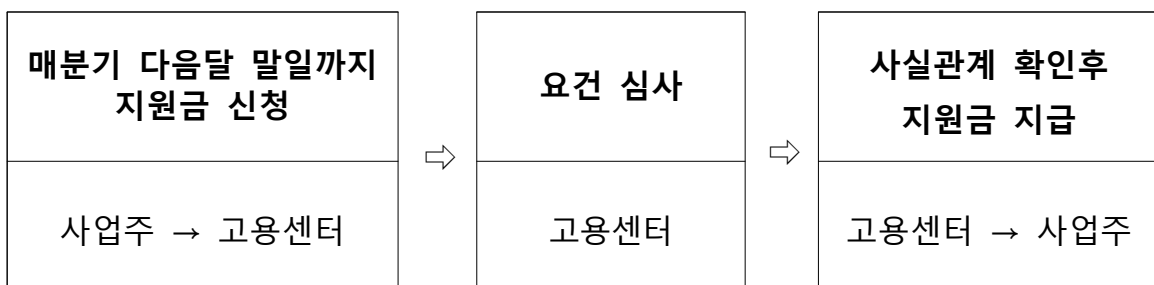 매분기 다음달 말일까지
지원금 신청
사업주 → 고용센터
⇨
요건 심사
고용센터
⇨
사실관계 확인후
지원금 지급
고용센터 → 사업주